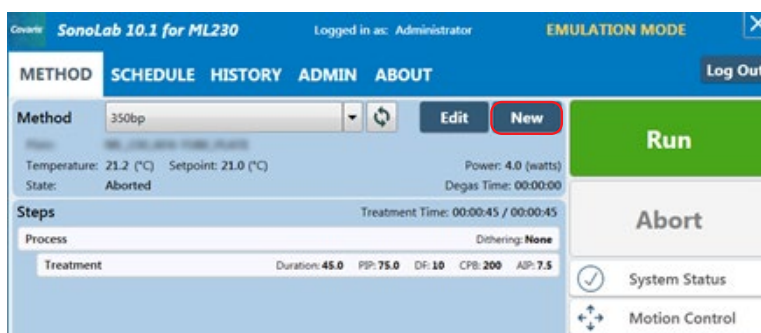 Covaris SonoLab 10.1 for ML230 Logged in as: Administrator EMULATION MODE
METHOD SCHEDULE HISTORY ADMIN ABOUT Log Out
Method 350bp Edit New
Run
Temperature: 21.2 (°C) Setpoint: 21.0 (°C) Power: 4.0 (watts)
State: Aborted Degas Time: 00:00:00
Abort
Steps Treatment Time: 00:00:45 / 00:00:45
Process Dithering: None
Treatment Duration: 45.0 PIP: 75.0 DF: 10 CPB: 200 AIP: 7.5
System Status
Motion Control